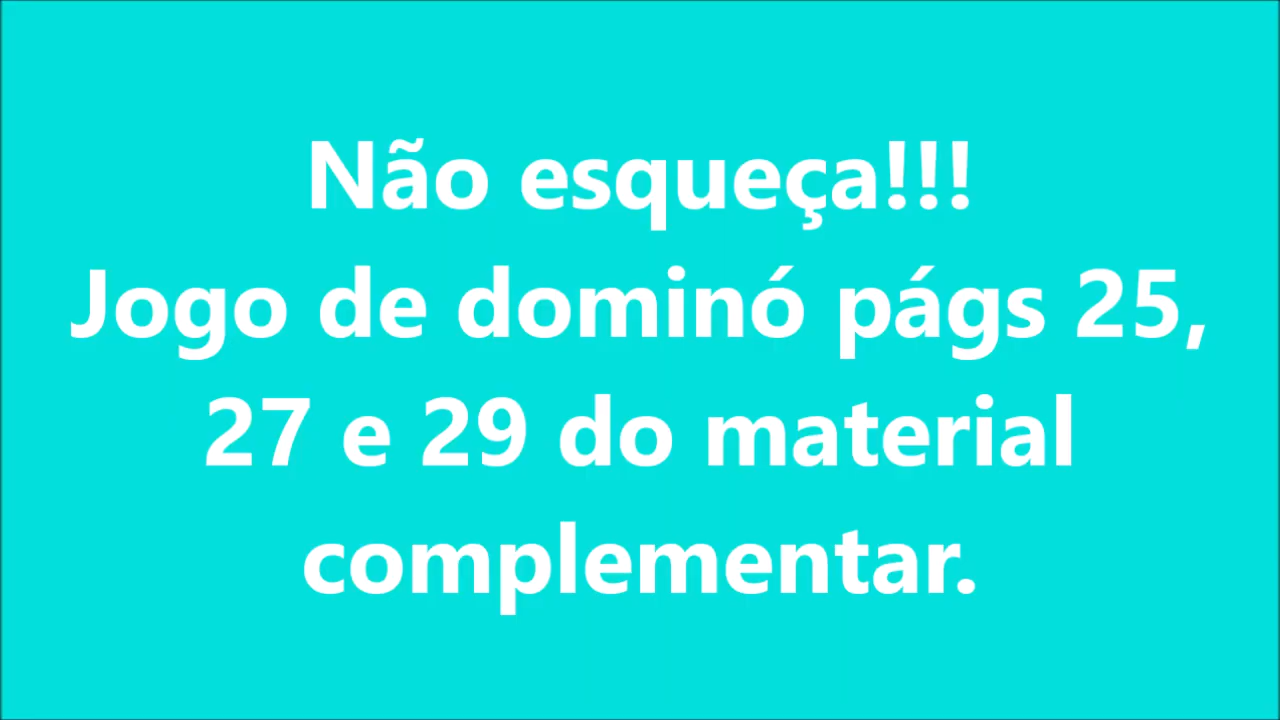 Não esqueça!!!
Jogo de dominó págs 25,
27 e 29 do material
complementar.